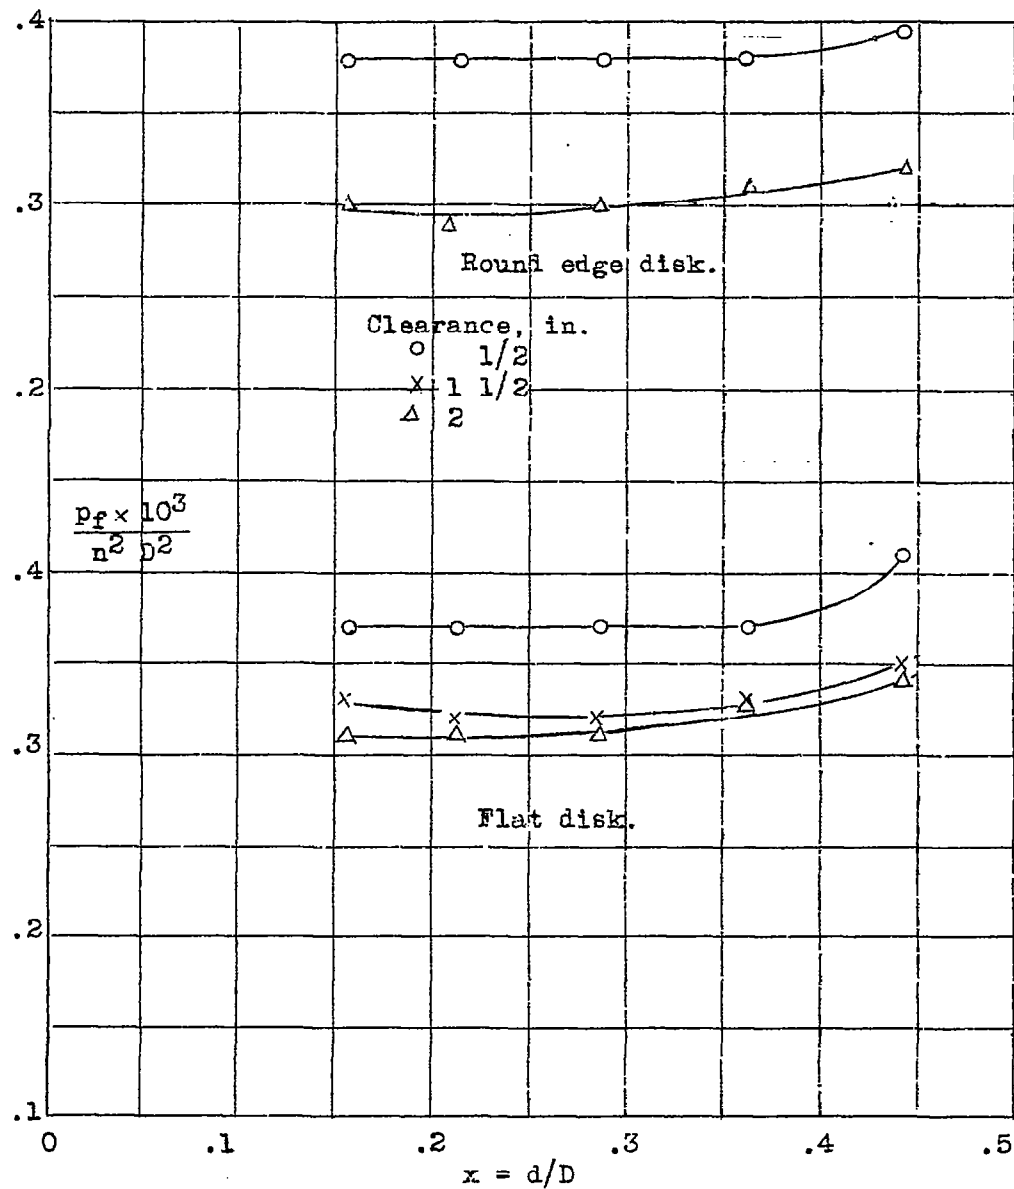 .4
.3
Round edge disk.
Clearance, in.
o 1/2
x 1 1/2
.2
△ 2
p_f × 10³
n² D²
.4
.3
Flat disk.
.2
.1
0 .1 .2 .3 .4 .5
x = d/D